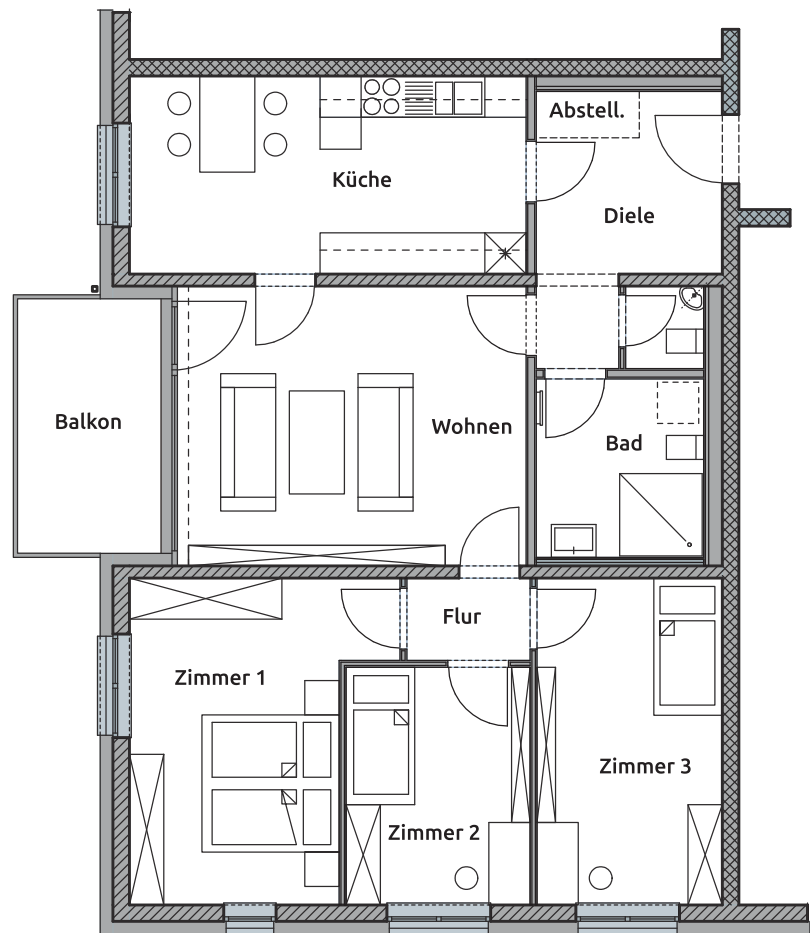 Abstell.
Küche
Diele
Balkon
Wohnen
Bad
Flur
Zimmer 1
Zimmer 3
Zimmer 2